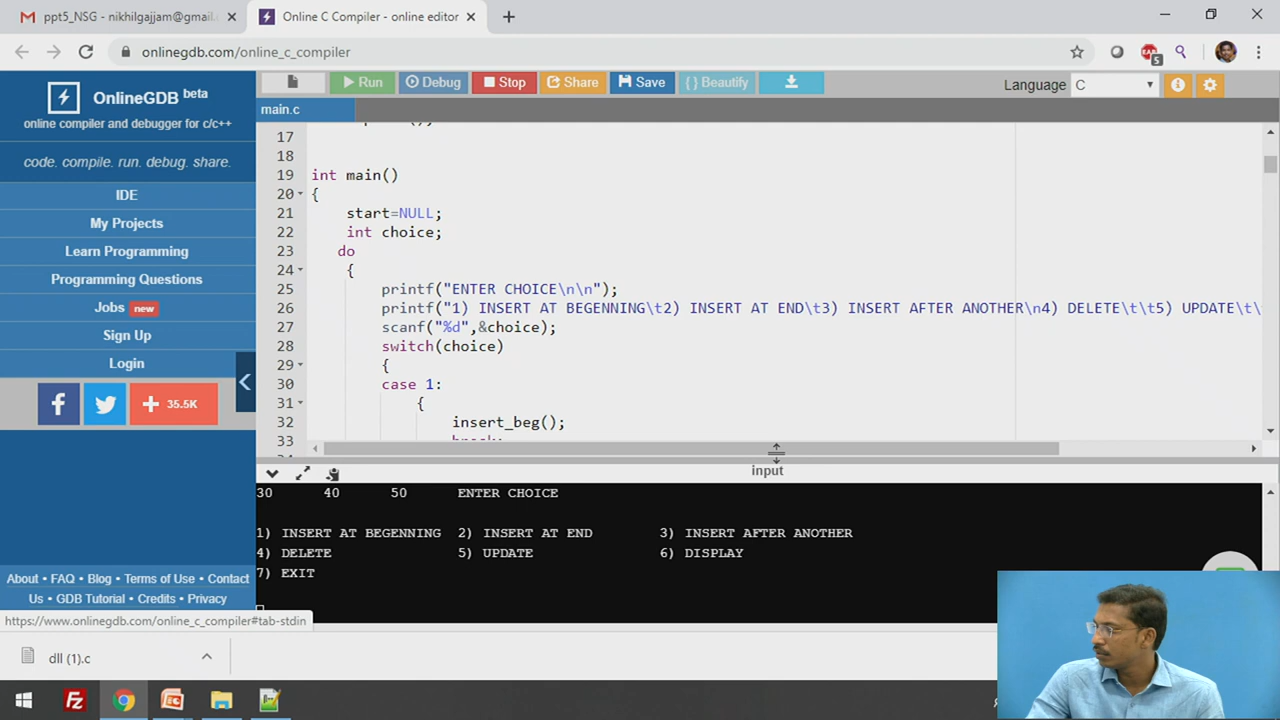 ppt5_NSG - nikhilgajjam@gmail.
Online C Compiler - online editor
onlinegdb.com/online_c_compiler
5
OnlineGDB beta
online compiler and debugger for c/c++
code. compile. run. debug. share.
IDE
My Projects
Learn Programming
Programming Questions
Jobs new
Sign Up
Login
35.5K
About • FAQ • Blog • Terms of Use • Contact
Us • GDB Tutorial • Credits • Privacy
Run
Debug
Stop
Share
Save
{ } Beautify
Language C
main.c
17
18
19 int main()
20 {
21 start=NULL;
22 int choice;
23 do
24 {
25 printf("ENTER CHOICE\n\n");
26 printf("1) INSERT AT BEGENNING\t2) INSERT AT END\t3) INSERT AFTER ANOTHER\n4) DELETE\t\t5) UPDATE\t\
27 scanf("%d",&choice);
28 switch(choice)
29 {
30 case 1:
31 {
32 insert_beg();
33 break;
input
30 40 50 ENTER CHOICE
1) INSERT AT BEGENNING 2) INSERT AT END 3) INSERT AFTER ANOTHER
4) DELETE 5) UPDATE 6) DISPLAY
7) EXIT
https://www.onlinegdb.com/online_c_compiler#tab-stdin
dll (1).c